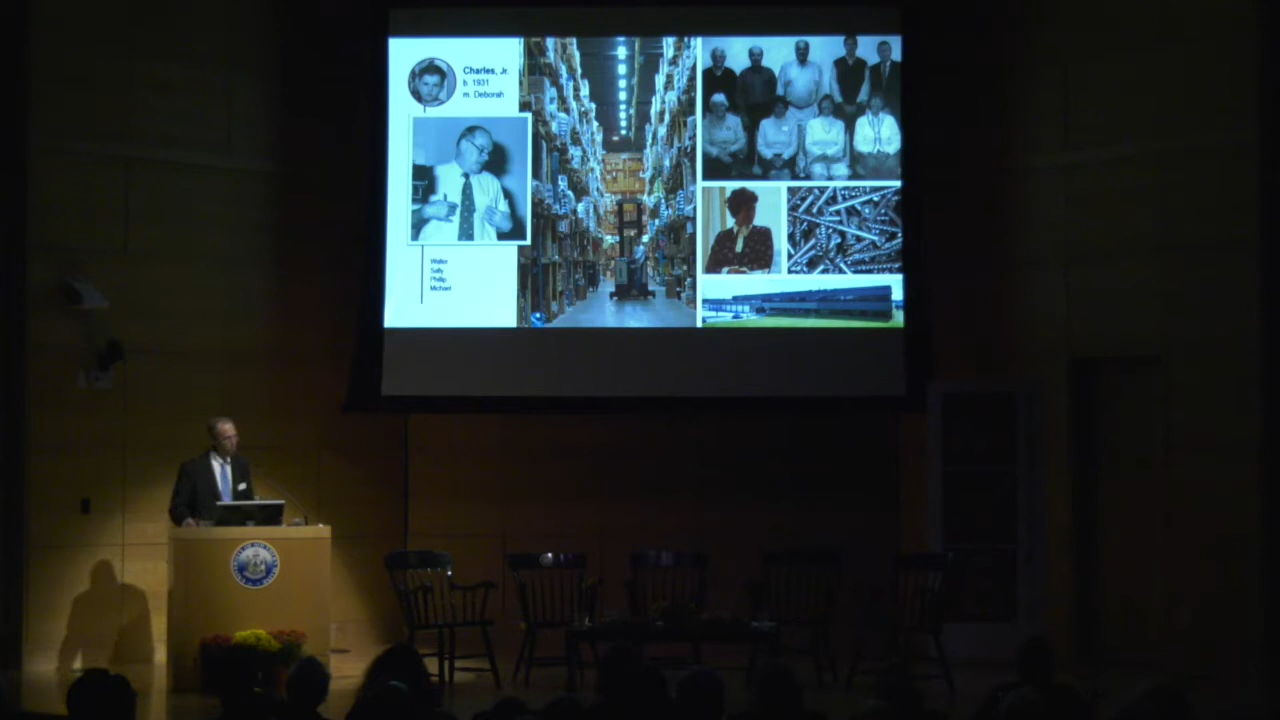 Charles, Jr.
b. 1931
m. Deborah
Walter
Sally
Phillip
Michael